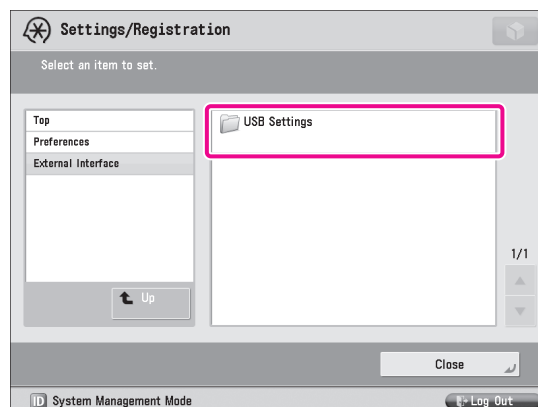 Settings/Registration
Select an item to set.
Top
Preferences
External Interface
Up
USB Settings
1/1
Close
ID System Management Mode
Log Out